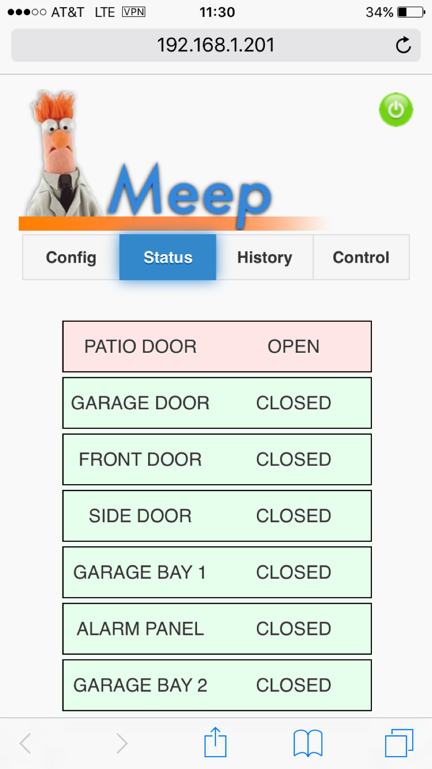 AT&T LTE VPN 11:30 34%
192.168.1.201
Meep
Config Status History Control
PATIO DOOR OPEN
GARAGE DOOR CLOSED
FRONT DOOR CLOSED
SIDE DOOR CLOSED
GARAGE BAY 1 CLOSED
ALARM PANEL CLOSED
GARAGE BAY 2 CLOSED